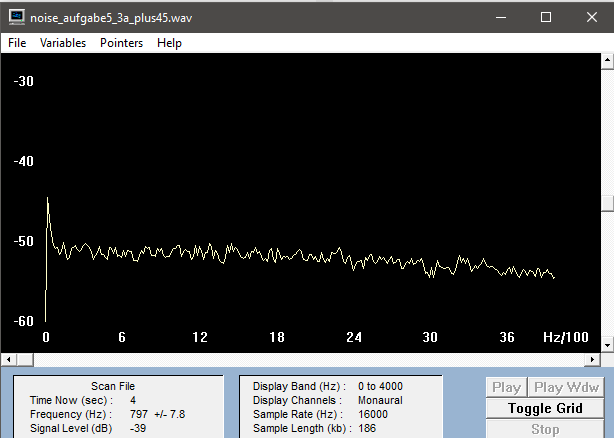 noise_aufgabe5_3a_plus45.wav
File Variables Pointers Help
-30
-40
-50
-60
0 6 12 18 24 30 36 Hz/100
Scan File
Time Now (sec) : 4
Frequency (Hz) : 797 +/- 7.8
Signal Level (dB) -39
Display Band (Hz) : 0 to 4000
Display Channels : Monaural
Sample Rate (Hz) : 16000
Sample Length (kb) : 186
Play Play Wdw
Toggle Grid
Stop